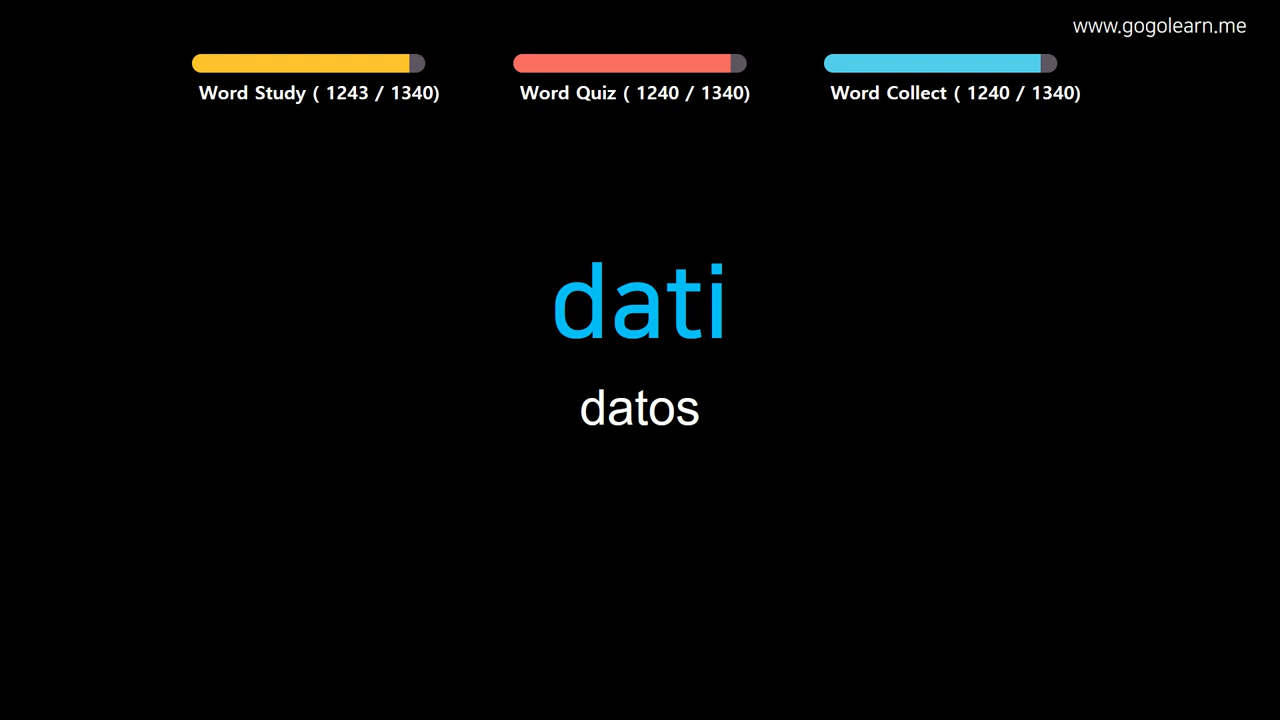 www.gogolearn.me
Word Study ( 1243 / 1340)
Word Quiz ( 1240 / 1340)
Word Collect ( 1240 / 1340)
dati
datos